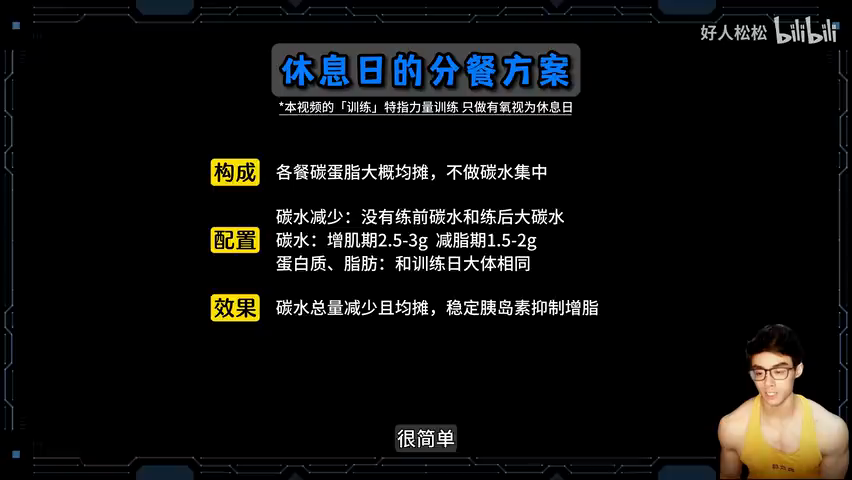 好人松松 bilibili
休息日的分餐方案
*本视频的「训练」特指力量训练 只做有氧视为休息日
构成 各餐碳蛋脂大概均摊，不做碳水集中
碳水减少：没有练前碳水和练后大碳水
配置 碳水：增肌期2.5-3g 减脂期1.5-2g
蛋白质、脂肪：和训练日大体相同
效果 碳水总量减少且均摊，稳定胰岛素抑制增脂
很简单